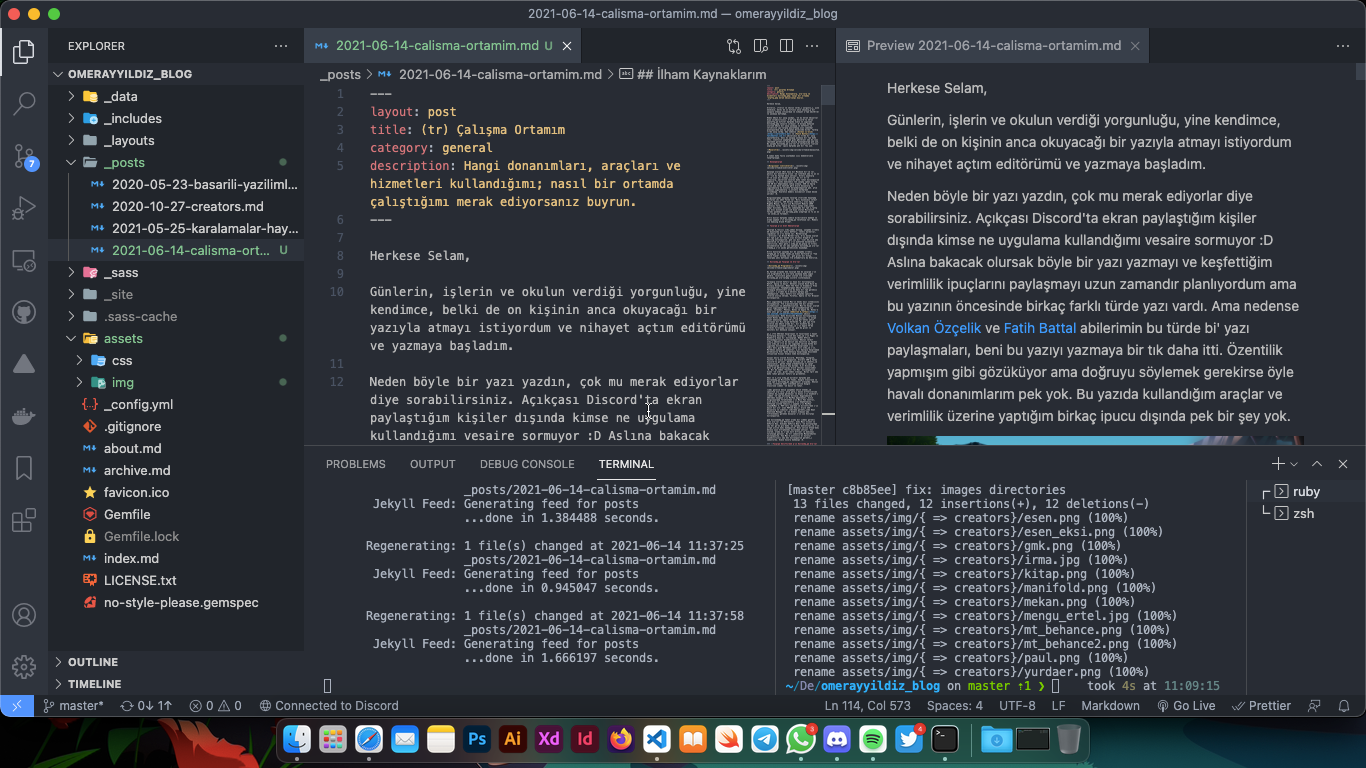 2021-06-14-calisma-ortamim.md — omerayyildiz_blog
EXPLORER
OMERAYYILDIZ_BLOG
_data
_includes
_layouts
_posts
2020-05-23-basarili-yaziliml...
2020-10-27-creators.md
2021-05-25-karalamalar-hay...
2021-06-14-calisma-ort... U
_sass
_site
.sass-cache
assets
css
img
_config.yml
.gitignore
about.md
archive.md
favicon.ico
Gemfile
Gemfile.lock
index.md
LICENSE.txt
no-style-please.gemspec
OUTLINE
TIMELINE
7
2021-06-14-calisma-ortamim.md U
_posts > 2021-06-14-calisma-ortamim.md > ## İlham Kaynaklarım
1 ---
2 layout: post
3 title: (tr) Çalışma Ortamım
4 category: general
5 description: Hangi donanımları, araçları ve
hizmetleri kullandığımı; nasıl bir ortamda
çalıştığımı merak ediyorsanız buyrun.
6 ---
7
8 Herkese Selam,
9
10 Günlerin, işlerin ve okulun verdiği yorgunluğu, yine
kendimce, belki de on kişinin anca okuyacağı bir
yazıyla atmayı istiyordum ve nihayet açtım editörümü
ve yazmaya başladım.
11
12 Neden böyle bir yazı yazdın, çok mu merak ediyorlar
diye sorabilirsiniz. Açıkçası Discord'ta ekran
paylaştığım kişiler dışında kimse ne uygulama
kullandığımı vesaire sormuyor :D Aslına bakacak
Preview 2021-06-14-calisma-ortamim.md
Herkese Selam,
Günlerin, işlerin ve okulun verdiği yorgunluğu, yine kendimce,
belki de on kişinin anca okuyacağı bir yazıyla atmayı istiyordum
ve nihayet açtım editörümü ve yazmaya başladım.
Neden böyle bir yazı yazdın, çok mu merak ediyorlar diye
sorabilirsiniz. Açıkçası Discord'ta ekran paylaştığım kişiler
dışında kimse ne uygulama kullandığımı vesaire sormuyor :D
Aslına bakacak olursak böyle bir yazı yazmayı ve keşfettiğim
verimlilik ipuçlarını paylaşmayı uzun zamandır planlıyordum ama
bu yazının öncesinde birkaç farklı türde yazı vardı. Ama nedense
Volkan Özçelik ve Fatih Battal abilerimin bu türde bi' yazı
paylaşmaları, beni bu yazıyı yazmaya bir tık daha itti. Özentilik
yapmışım gibi gözüküyor ama doğruyu söylemek gerekirse öyle
havalı donanımlarım pek yok. Bu yazıda kullandığım araçlar ve
verimlilik üzerine yaptığım birkaç ipucu dışında pek bir şey yok.
PROBLEMS OUTPUT DEBUG CONSOLE TERMINAL
_posts/2021-06-14-calisma-ortamim.md
Jekyll Feed: Generating feed for posts
...done in 1.384488 seconds.
Regenerating: 1 file(s) changed at 2021-06-14 11:37:25
_posts/2021-06-14-calisma-ortamim.md
Jekyll Feed: Generating feed for posts
...done in 0.945047 seconds.
Regenerating: 1 file(s) changed at 2021-06-14 11:37:58
_posts/2021-06-14-calisma-ortamim.md
Jekyll Feed: Generating feed for posts
...done in 1.666197 seconds.
[master c8b85ee] fix: images directories
13 files changed, 12 insertions(+), 12 deletions(-)
rename assets/img/{ => creators}/esen.png (100%)
rename assets/img/{ => creators}/esen_eksi.png (100%)
rename assets/img/{ => creators}/gmk.png (100%)
rename assets/img/{ => creators}/irma.jpg (100%)
rename assets/img/{ => creators}/kitap.png (100%)
rename assets/img/{ => creators}/manifold.png (100%)
rename assets/img/{ => creators}/mekan.png (100%)
rename assets/img/{ => creators}/mengu_ertel.jpg (100%)
rename assets/img/{ => creators}/mt_behance.png (100%)
rename assets/img/{ => creators}/mt_behance2.png (100%)
rename assets/img/{ => creators}/paul.png (100%)
rename assets/img/{ => creators}/yurdaer.png (100%)
~/De/omerayyildiz_blog on master ⇡1 ❯ took 4s at 11:09:15
ruby
zsh
master* 0↓ 1↑ 0 0 Connected to Discord
Ln 114, Col 573 Spaces: 4 UTF-8 LF Markdown Go Live Prettier
Ps Ai Xd Id 3 4